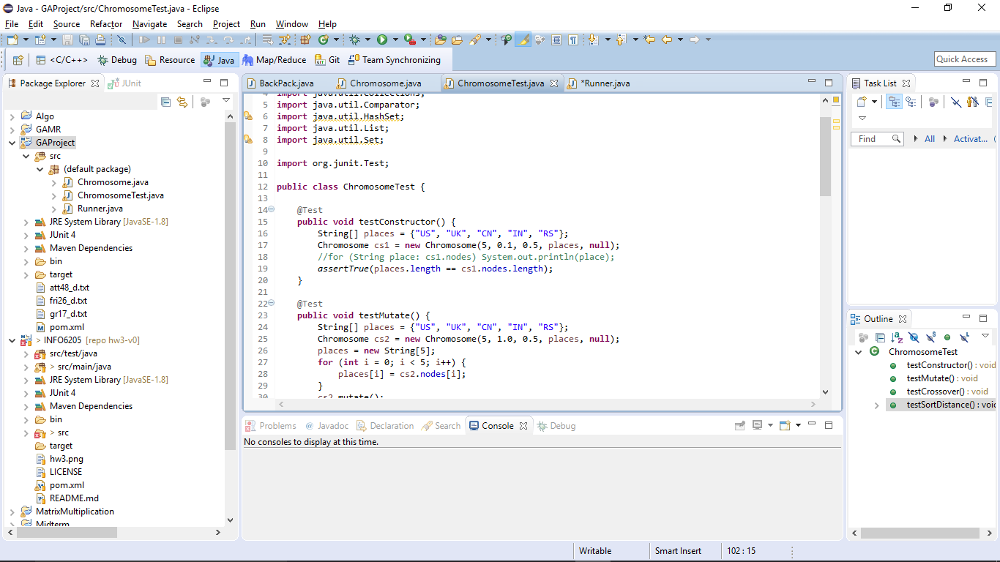 Java - GAProject/src/ChromosomeTest.java - Eclipse
File Edit Source Refactor Navigate Search Project Run Window Help
<C/C++> Debug Resource Java Map/Reduce Git Team Synchronizing Quick Access
Package Explorer JUnit
Algo
GAMR
GAProject
src
(default package)
Chromosome.java
ChromosomeTest.java
Runner.java
JRE System Library [JavaSE-1.8]
JUnit 4
Maven Dependencies
bin
target
att48_d.txt
fri26_d.txt
gr17_d.txt
pom.xml
> INFO6205 [repo hw3-v0]
src/test/java
> src/main/java
JRE System Library [JavaSE-1.8]
JUnit 4
Maven Dependencies
bin
> src
target
hw3.png
LICENSE
pom.xml
README.md
MatrixMultiplication
Midterm
BackPack.java Chromosome.java ChromosomeTest.java *Runner.java
4 import java.util.Collections;
5 import java.util.Comparator;
6 import java.util.HashSet;
7 import java.util.List;
8 import java.util.Set;
9
10 import org.junit.Test;
11
12 public class ChromosomeTest {
13
14 @Test
15 public void testConstructor() {
16 String[] places = {"US", "UK", "CN", "IN", "RS"};
17 Chromosome cs1 = new Chromosome(5, 0.1, 0.5, places, null);
18 //for (String place: cs1.nodes) System.out.println(place);
19 assertTrue(places.length == cs1.nodes.length);
20 }
21
22 @Test
23 public void testMutate() {
24 String[] places = {"US", "UK", "CN", "IN", "RS"};
25 Chromosome cs2 = new Chromosome(5, 1.0, 0.5, places, null);
26 places = new String[5];
27 for (int i = 0; i < 5; i++) {
28 places[i] = cs2.nodes[i];
29 }
30 cs2.mutate();
Problems Javadoc Declaration Search Console Debug
No consoles to display at this time.
Task List
Find All Activat...
Outline
ChromosomeTest
testConstructor() : void
testMutate() : void
testCrossover() : void
testSortDistance() : void
Writable Smart Insert 102 : 15